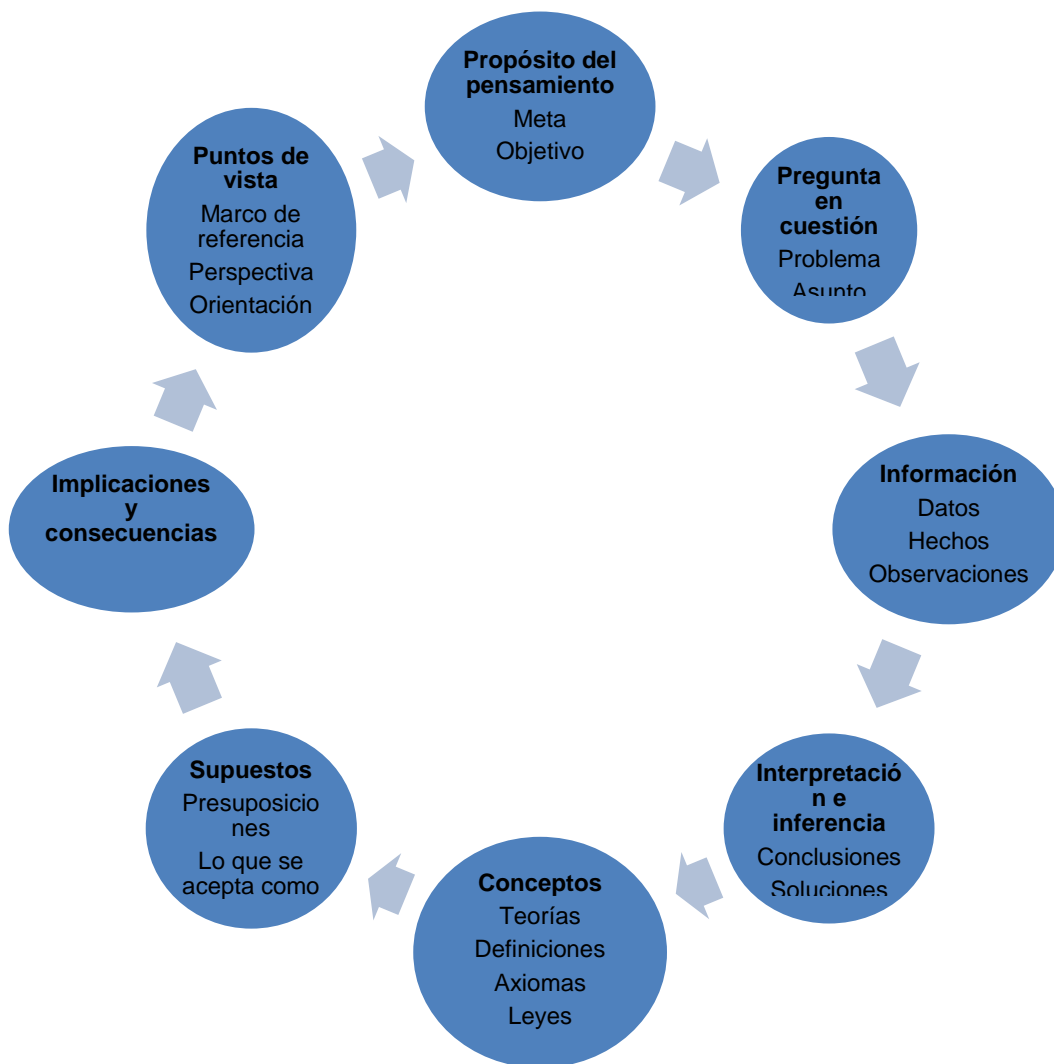 Propósito del
pensamiento
Meta
Objetivo
Pregunta
en
cuestión
Problema
Asunto
Información
Datos
Hechos
Observaciones
Interpretació
n e
inferencia
Conclusiones
Soluciones
Conceptos
Teorías
Definiciones
Axiomas
Leyes
Supuestos
Presuposicio
nes
Lo que se
acepta como
Implicaciones
y
consecuencias
Puntos de
vista
Marco de
referencia
Perspectiva
Orientación